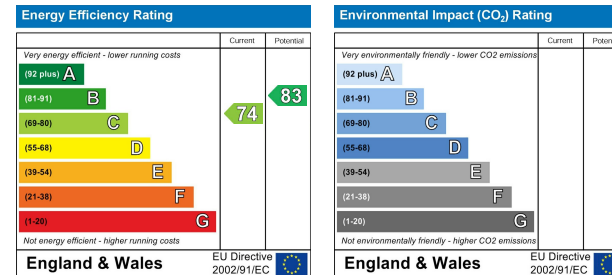 Energy Efficiency Rating
Current Potential
Very energy efficient - lower running costs
(92 plus) A
(81-91) B
(69-80) C
(55-68) D
(39-54) E
(21-38) F
(1-20) G
74
83
Not energy efficient - higher running costs
England & Wales
EU Directive
2002/91/EC
Environmental Impact (CO₂) Rating
Current Poten
Very environmentally friendly - lower CO2 emissions
(92 plus) A
(81-91) B
(69-80) C
(55-68) D
(39-54) E
(21-38) F
(1-20) G
Not environmentally friendly - higher CO2 emissions
England & Wales
EU Directive
2002/91/EC